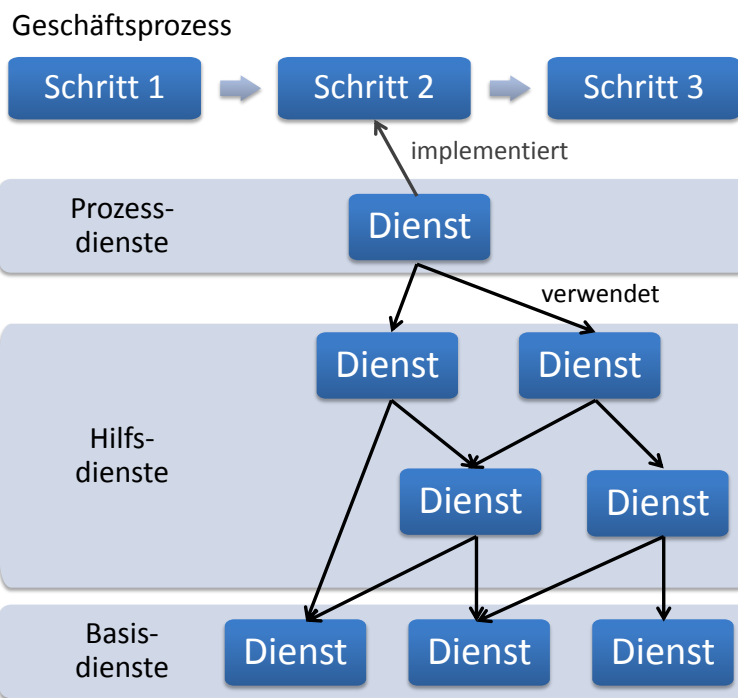 Geschäftsprozess
Schritt 1
Schritt 2
Schritt 3
implementiert
Prozess-
dienste
Dienst
verwendet
Dienst
Dienst
Hilfs-
dienste
Dienst
Dienst
Basis-
dienste
Dienst
Dienst
Dienst